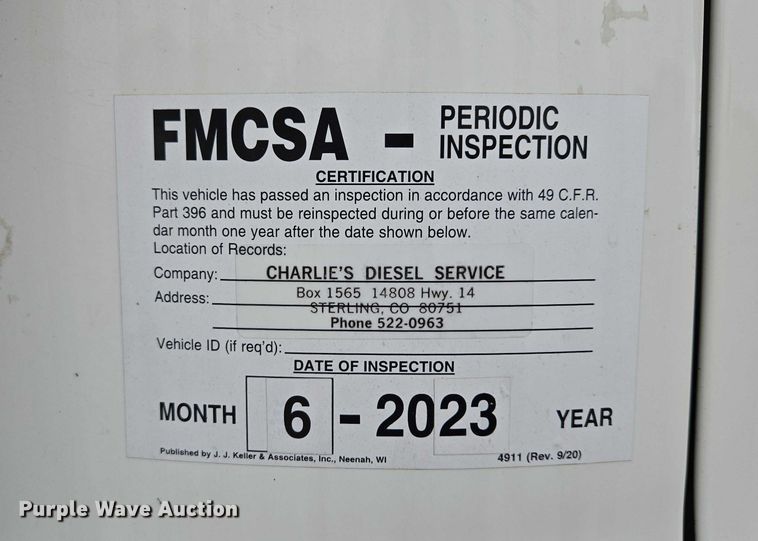 FMCSA - PERIODIC INSPECTION
CERTIFICATION
This vehicle has passed an inspection in accordance with 49 C.F.R.
Part 396 and must be reinspected during or before the same calen-
dar month one year after the date shown below.
Location of Records:
Company: CHARLIE'S DIESEL SERVICE
Address: Box 1565 14808 Hwy. 14
STERLING, CO 80751
Phone 522-0963
Vehicle ID (if req'd):
DATE OF INSPECTION
MONTH 6 - 2023 YEAR
Published by J. J. Keller & Associates, Inc., Neenah, WI 4911 (Rev. 9/20)
Purple Wave Auction